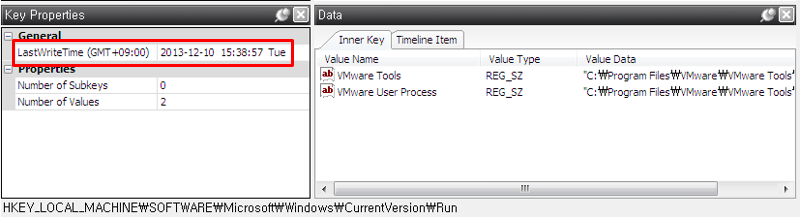 Key Properties
General
LastWriteTime (GMT+09:00) 2013-12-10 15:38:57 Tue
Properties
Number of Subkeys 0
Number of Values 2
Data
Inner Key Timeline Item
Value Name Value Type Value Data
ab VMware Tools REG_SZ "C:₩Program Files₩VMware₩VMware Tools
ab VMware User Process REG_SZ "C:₩Program Files₩VMware₩VMware Tools
HKEY_LOCAL_MACHINE₩SOFTWARE₩Microsoft₩Windows₩CurrentVersion₩Run